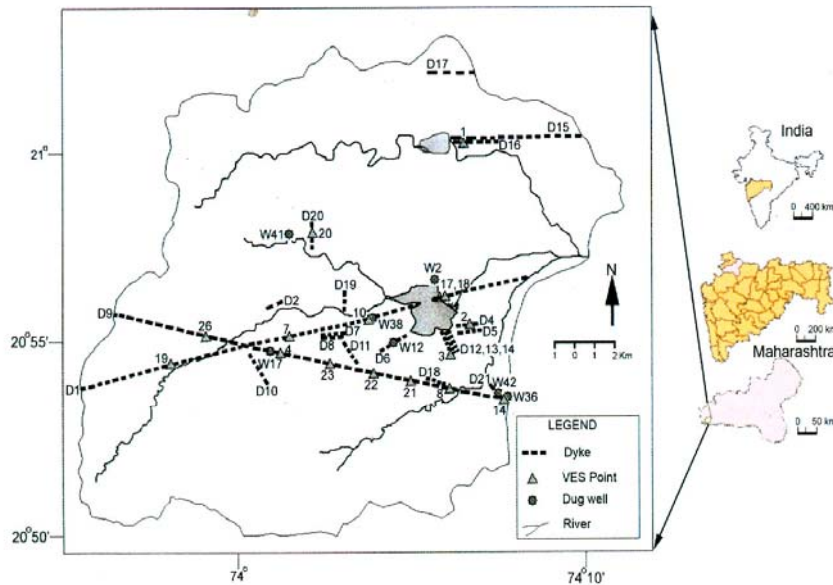 D17
1
D15
D16
21°
India
0 400 km
D20
W41
20
W2
N
D19
17, 18
D2
D9
10
W38
2
D4
D5
26
7
D7
D8
D11
D6
W12
3
D12,13,14
0 1 2 Km
0 200 km
20°55'
19
W17
4
23
22
D18
21
8
D21
W42
W36
14
D1
D10
Maharashtra
0 50 km
LEGEND
Dyke
VES Point
Dug well
River
20°50'
74°
74°10'